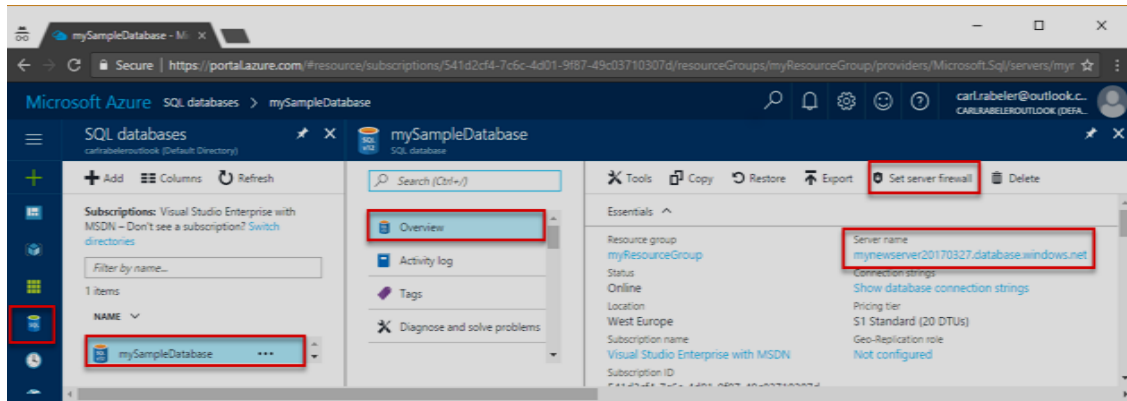 mySampleDatabase - Mi
Secure | https://portal.azure.com/#resource/subscriptions/541d2cf4-7c6c-4d01-9f87-49c03710307d/resourceGroups/myResourceGroup/providers/Microsoft.Sql/servers/myr
Microsoft Azure SQL databases > mySampleDatabase
carl.rabeler@outlook.c..
CARLRABELEROUTLOOK (DEFA..
SQL databases
carlrabeleroutlook (Default Directory)
Add Columns Refresh
Subscriptions: Visual Studio Enterprise with
MSDN – Don't see a subscription? Switch
directories
Filter by name...
1 items
NAME
mySampleDatabase ...
mySampleDatabase
SQL database
Search (Ctrl+/)
Overview
Activity log
Tags
Diagnose and solve problems
Tools Copy Restore Export Set server firewall Delete
Essentials
Resource group
myResourceGroup
Status
Online
Location
West Europe
Subscription name
Visual Studio Enterprise with MSDN
Subscription ID
Server name
mynewserver20170327.database.windows.net
Connection strings
Show database connection strings
Pricing tier
S1 Standard (20 DTUs)
Geo-Replication role
Not configured